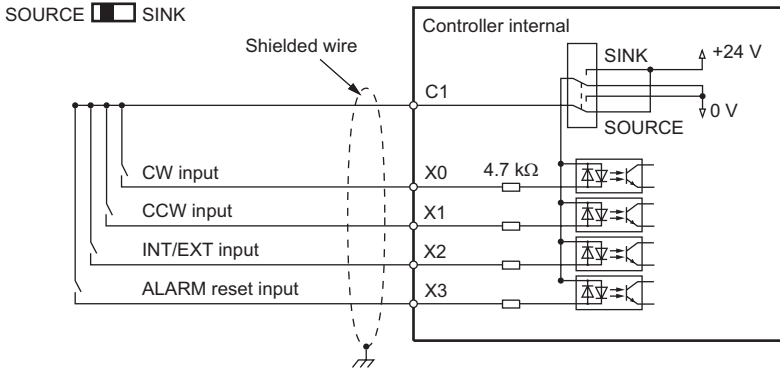 SOURCE SINK
Controller internal
Shielded wire
SINK
+24 V
C1
0 V
SOURCE
CW input
X0
4.7 kΩ
CCW input
X1
INT/EXT input
X2
ALARM reset input
X3